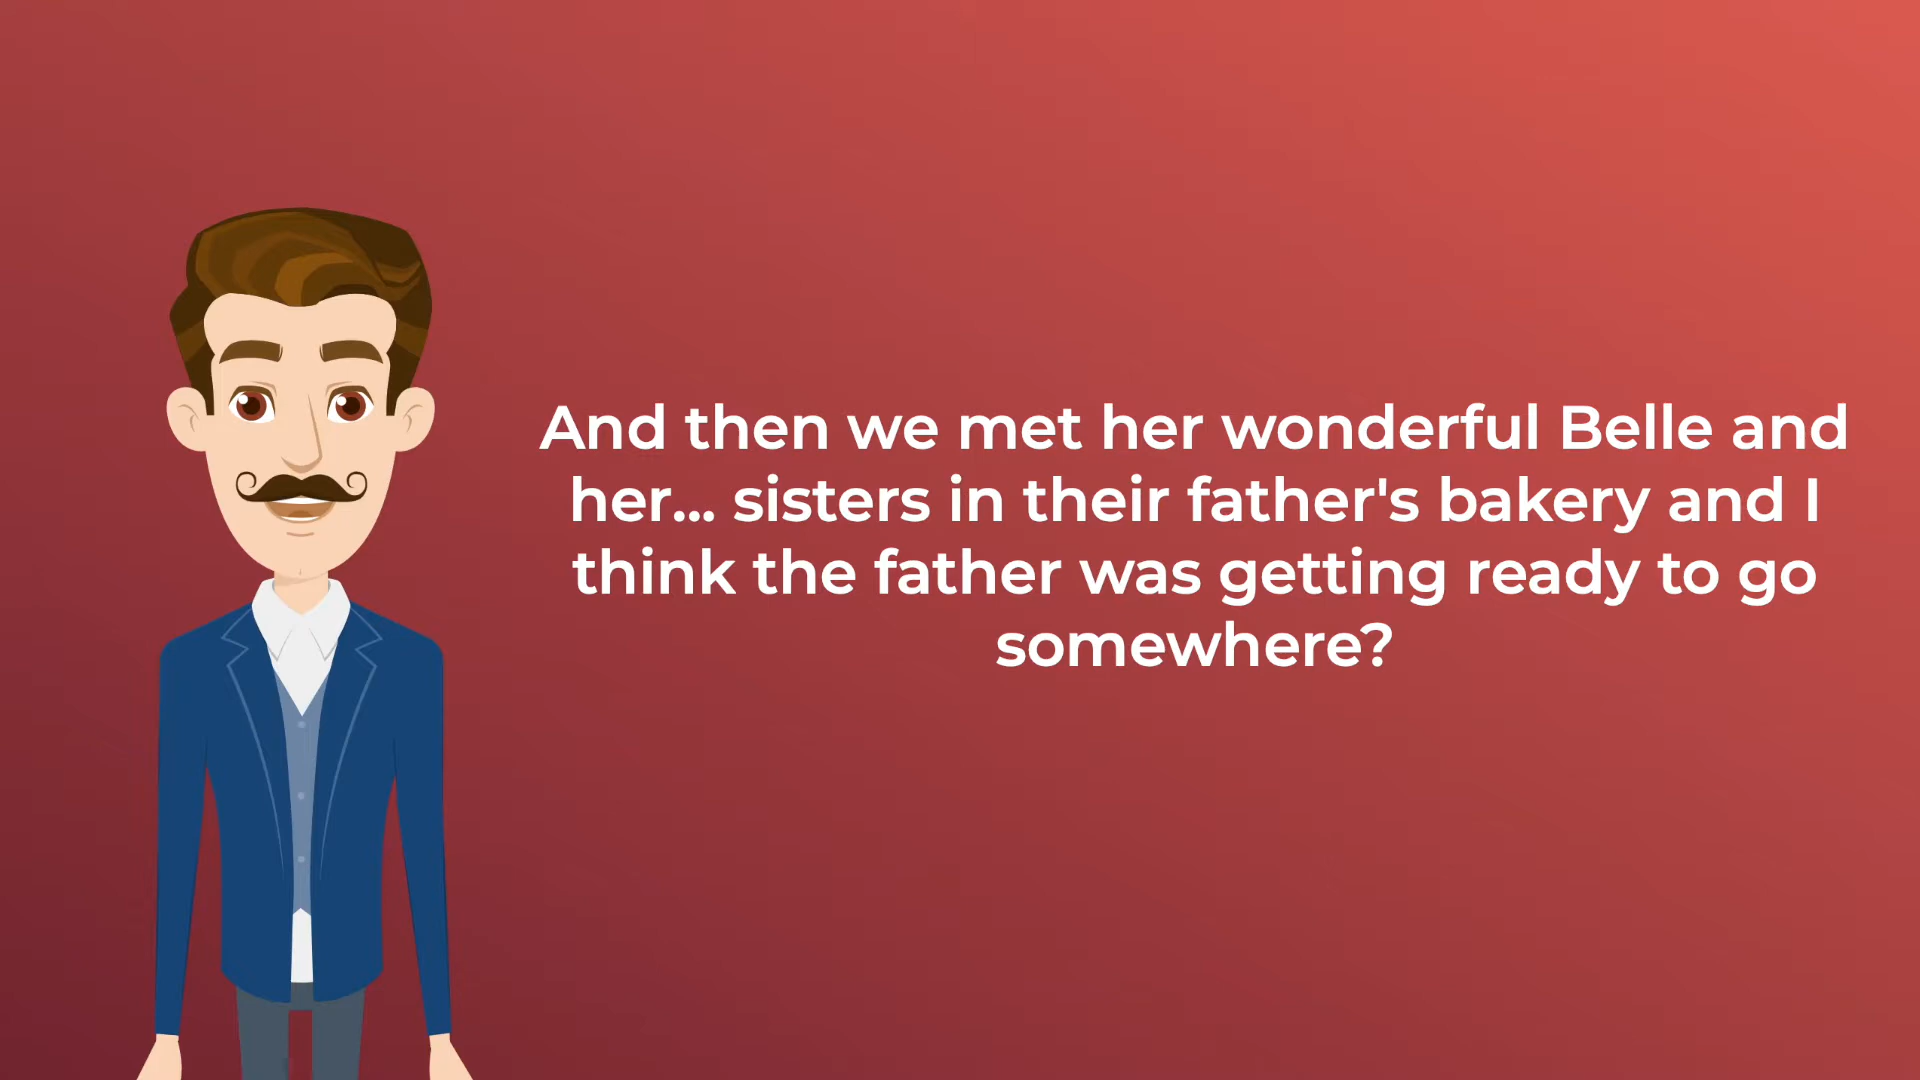 And then we met her wonderful Belle and
her... sisters in their father's bakery and I
think the father was getting ready to go
somewhere?